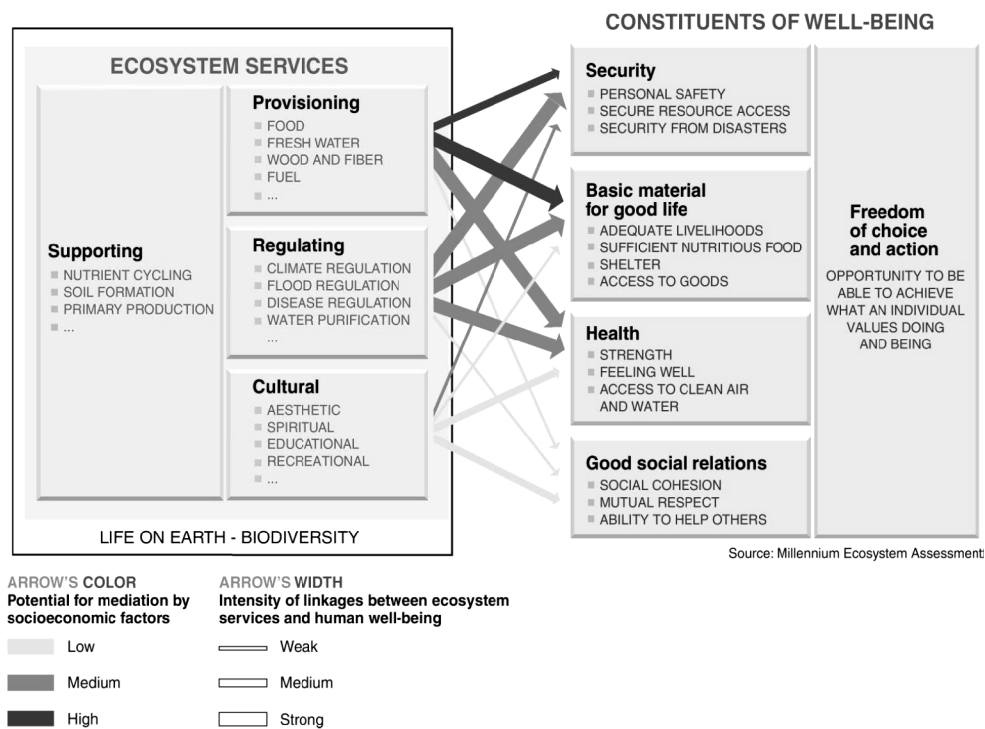 CONSTITUENTS OF WELL-BEING
ECOSYSTEM SERVICES
Supporting
NUTRIENT CYCLING
SOIL FORMATION
PRIMARY PRODUCTION
...
Provisioning
FOOD
FRESH WATER
WOOD AND FIBER
FUEL
...
Regulating
CLIMATE REGULATION
FLOOD REGULATION
DISEASE REGULATION
WATER PURIFICATION
...
Cultural
AESTHETIC
SPIRITUAL
EDUCATIONAL
RECREATIONAL
...
LIFE ON EARTH - BIODIVERSITY
Security
PERSONAL SAFETY
SECURE RESOURCE ACCESS
SECURITY FROM DISASTERS
Basic material
for good life
ADEQUATE LIVELIHOODS
SUFFICIENT NUTRITIOUS FOOD
SHELTER
ACCESS TO GOODS
Health
STRENGTH
FEELING WELL
ACCESS TO CLEAN AIR
AND WATER
Good social relations
SOCIAL COHESION
MUTUAL RESPECT
ABILITY TO HELP OTHERS
Freedom
of choice
and action
OPPORTUNITY TO BE
ABLE TO ACHIEVE
WHAT AN INDIVIDUAL
VALUES DOING
AND BEING
Source: Millennium Ecosystem Assessment
ARROW'S COLOR
Potential for mediation by
socioeconomic factors
Low
Medium
High
ARROW'S WIDTH
Intensity of linkages between ecosystem
services and human well-being
Weak
Medium
Strong